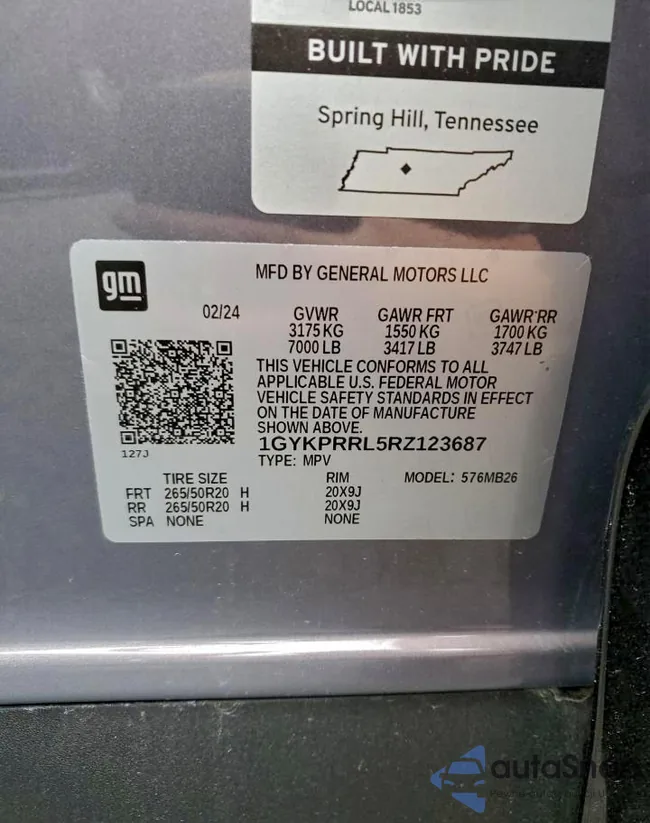 LOCAL 1853
BUILT WITH PRIDE
Spring Hill, Tennessee
gm
MFD BY GENERAL MOTORS LLC
02/24 GVWR GAWR FRT GAWR RR
3175 KG 1550 KG 1700 KG
7000 LB 3417 LB 3747 LB
THIS VEHICLE CONFORMS TO ALL
APPLICABLE U.S. FEDERAL MOTOR
VEHICLE SAFETY STANDARDS IN EFFECT
ON THE DATE OF MANUFACTURE
SHOWN ABOVE.
127J
1GYKPRRL5RZ123687
TYPE: MPV
TIRE SIZE RIM MODEL: 576MB26
FRT 265/50R20 H 20X9J
RR 265/50R20 H 20X9J
SPA NONE NONE